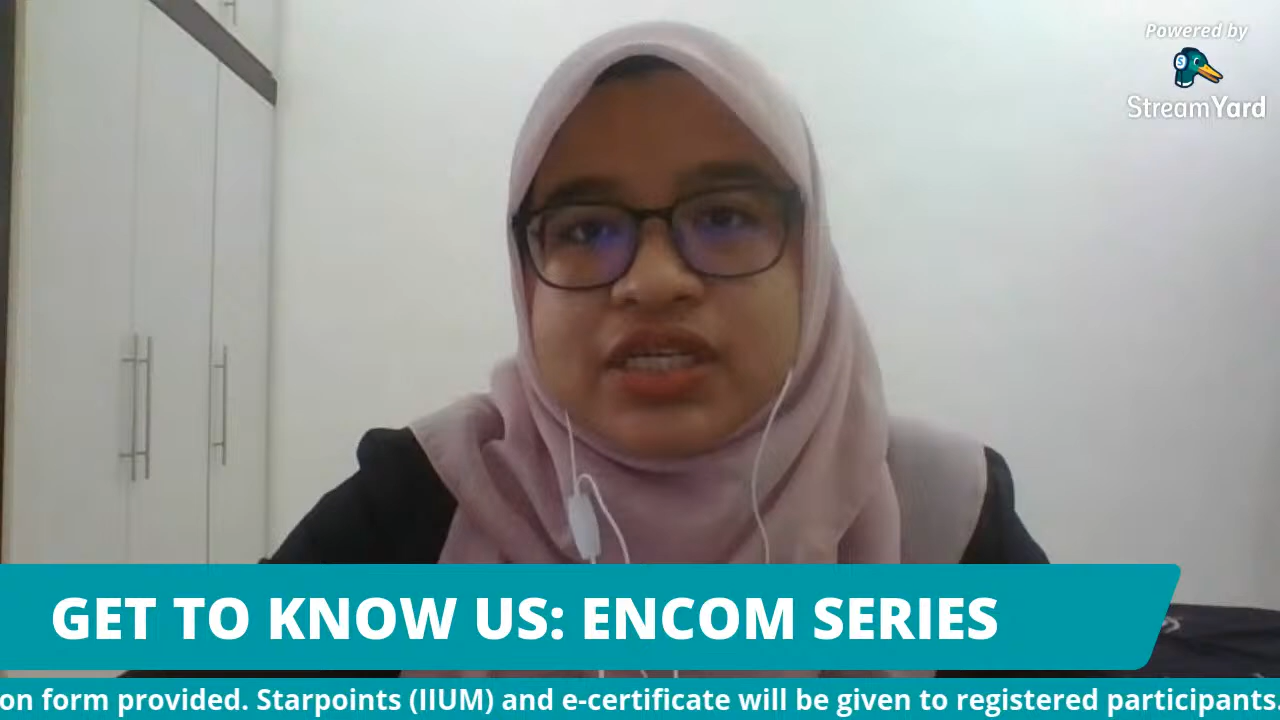 Powered by
StreamYard
GET TO KNOW US: ENCOM SERIES
on form provided. Starpoints (IIUM) and e-certificate will be given to registered participants.